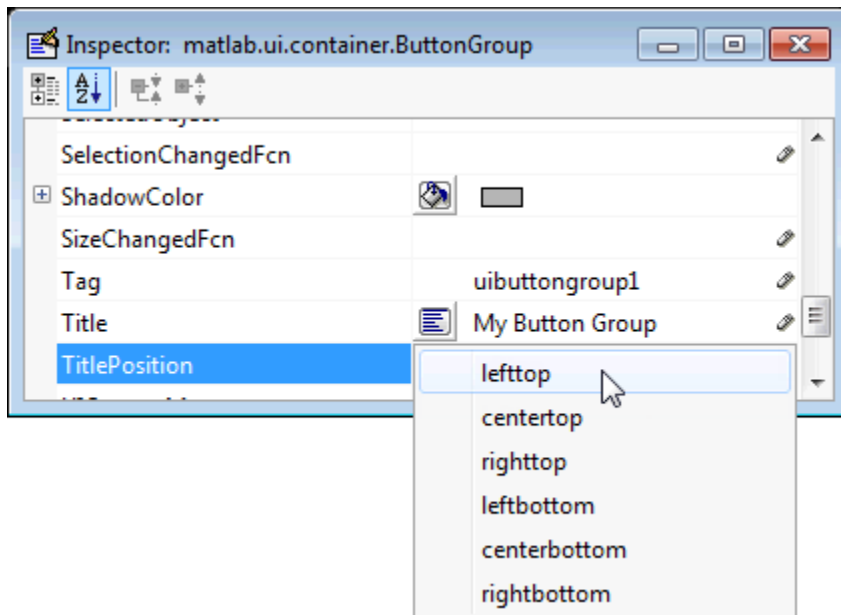 Inspector: matlab.ui.container.ButtonGroup
SelectionChangedFcn
ShadowColor
SizeChangedFcn
Tag uibuttongroup1
Title My Button Group
TitlePosition
lefttop
centertop
righttop
leftbottom
centerbottom
rightbottom